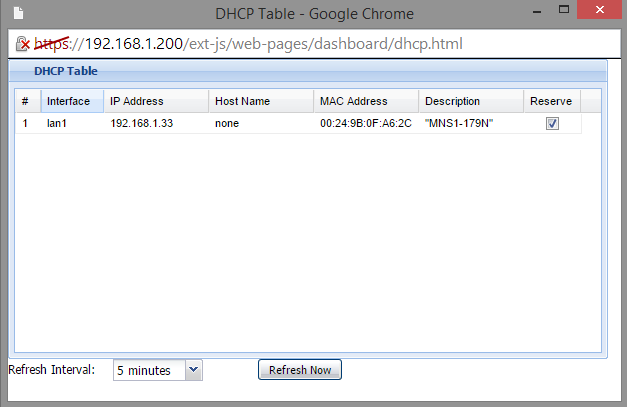 DHCP Table - Google Chrome
https://192.168.1.200/ext-js/web-pages/dashboard/dhcp.html
DHCP Table
# Interface IP Address Host Name MAC Address Description Reserve
1 lan1 192.168.1.33 none 00:24:9B:0F:A6:2C "MNS1-179N"
Refresh Interval: 5 minutes Refresh Now